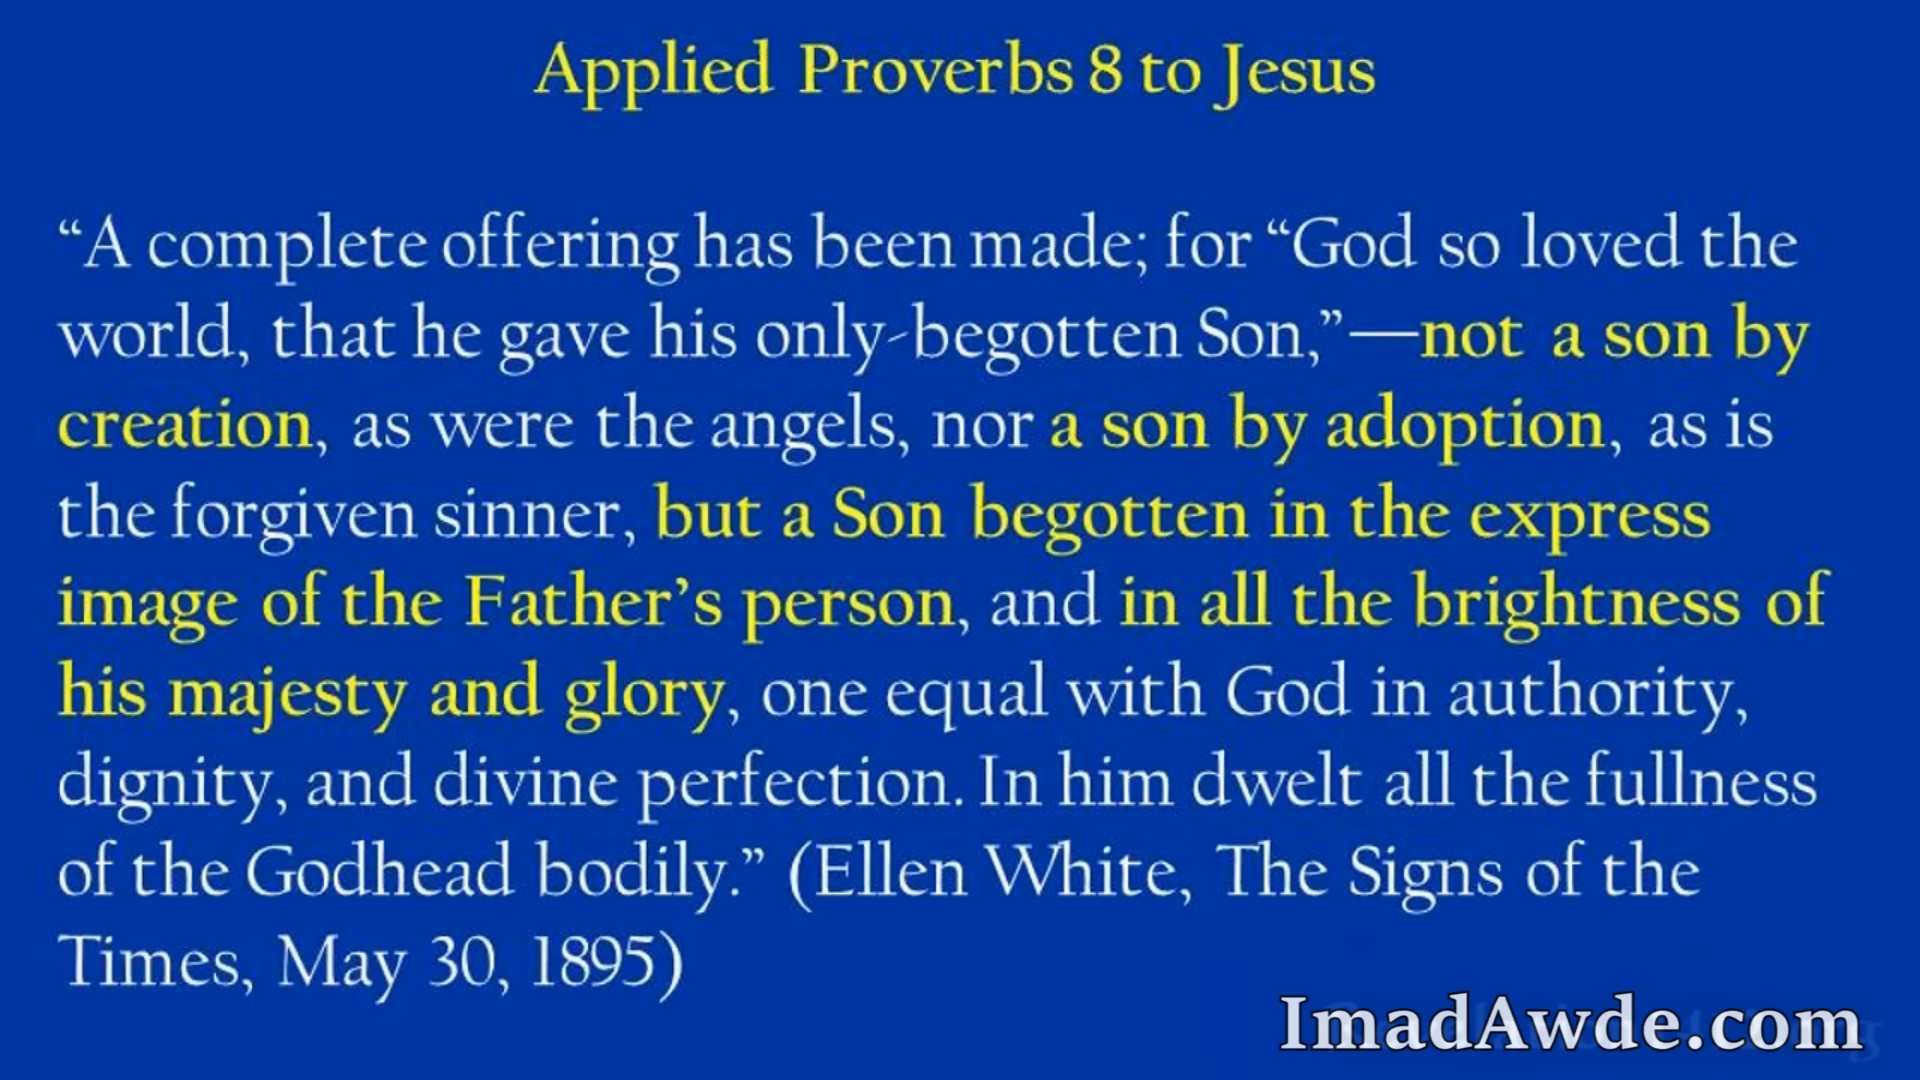 Applied Proverbs 8 to Jesus
“A complete offering has been made; for “God so loved the
world, that he gave his only-begotten Son,”—not a son by
creation, as were the angels, nor a son by adoption, as is
the forgiven sinner, but a Son begotten in the express
image of the Father’s person, and in all the brightness of
his majesty and glory, one equal with God in authority,
dignity, and divine perfection. In him dwelt all the fullness
of the Godhead bodily.” (Ellen White, The Signs of the
Times, May 30, 1895)
ImadAwde.com